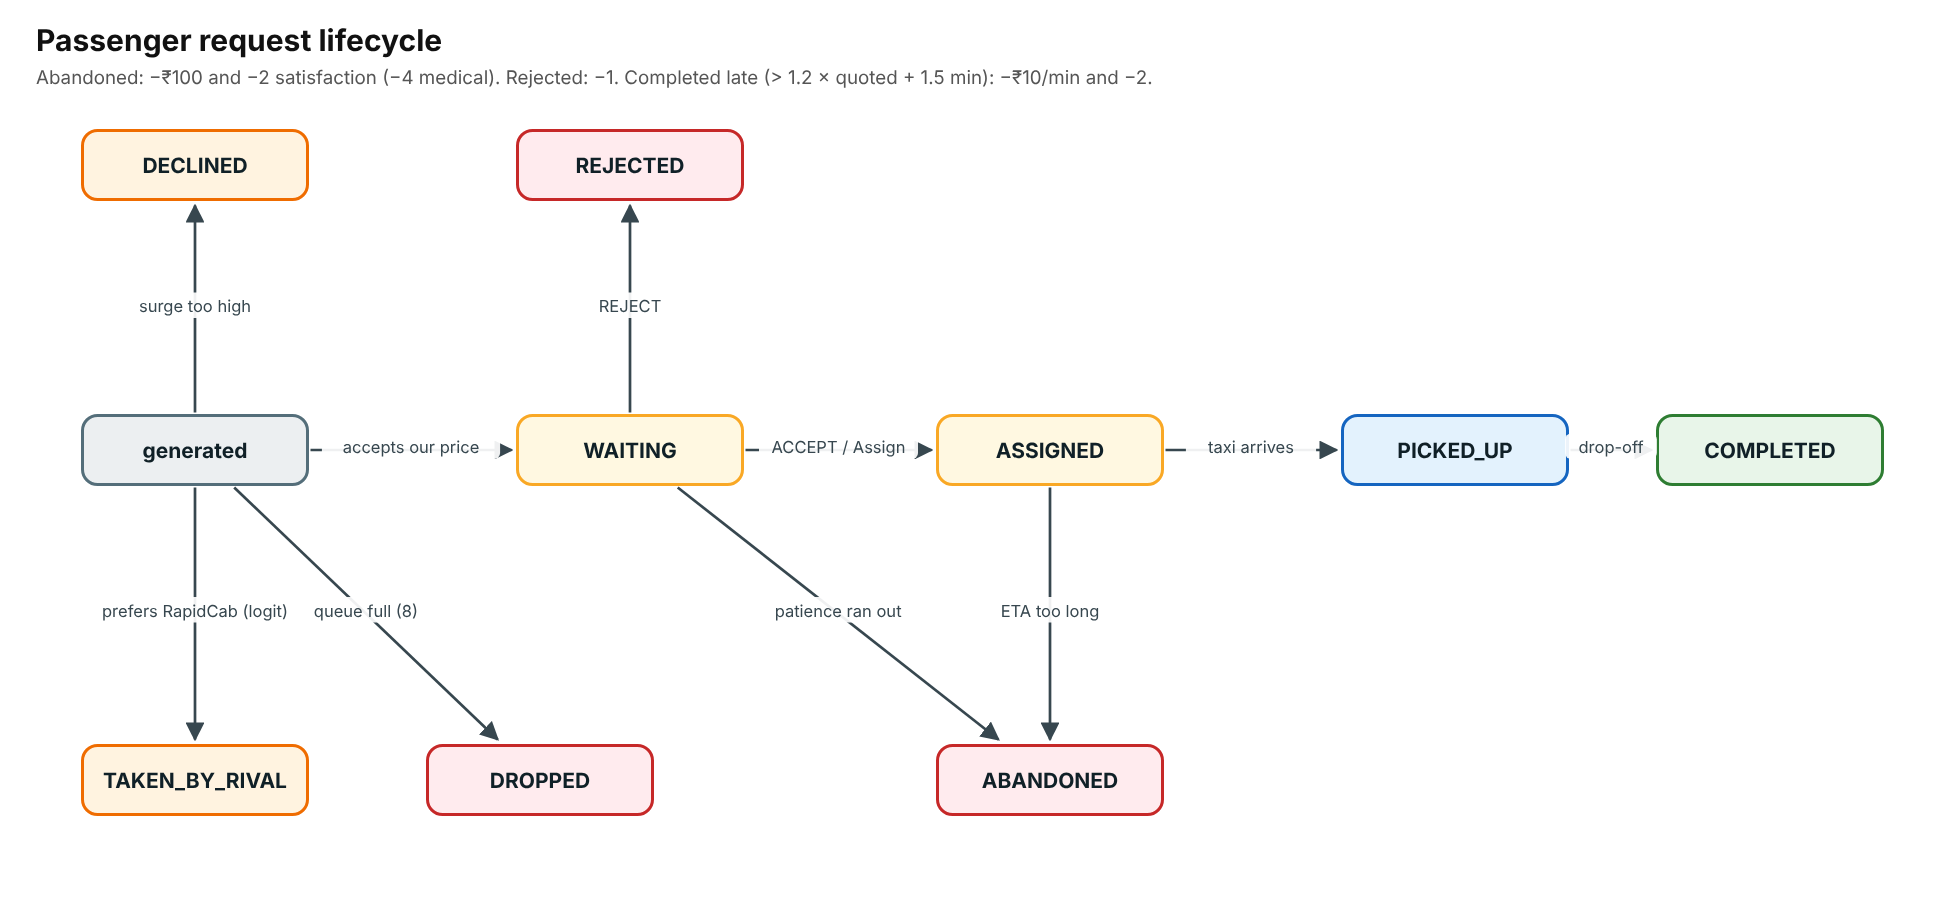 Passenger request lifecycle
Abandoned: −₹100 and −2 satisfaction (−4 medical). Rejected: −1. Completed late (> 1.2 × quoted + 1.5 min): −₹10/min and −2.
DECLINED
REJECTED
surge too high
REJECT
generated
accepts our price
WAITING
ACCEPT / Assign
ASSIGNED
taxi arrives
PICKED_UP
drop-off
COMPLETED
prefers RapidCab (logit)
queue full (8)
patience ran out
ETA too long
TAKEN_BY_RIVAL
DROPPED
ABANDONED